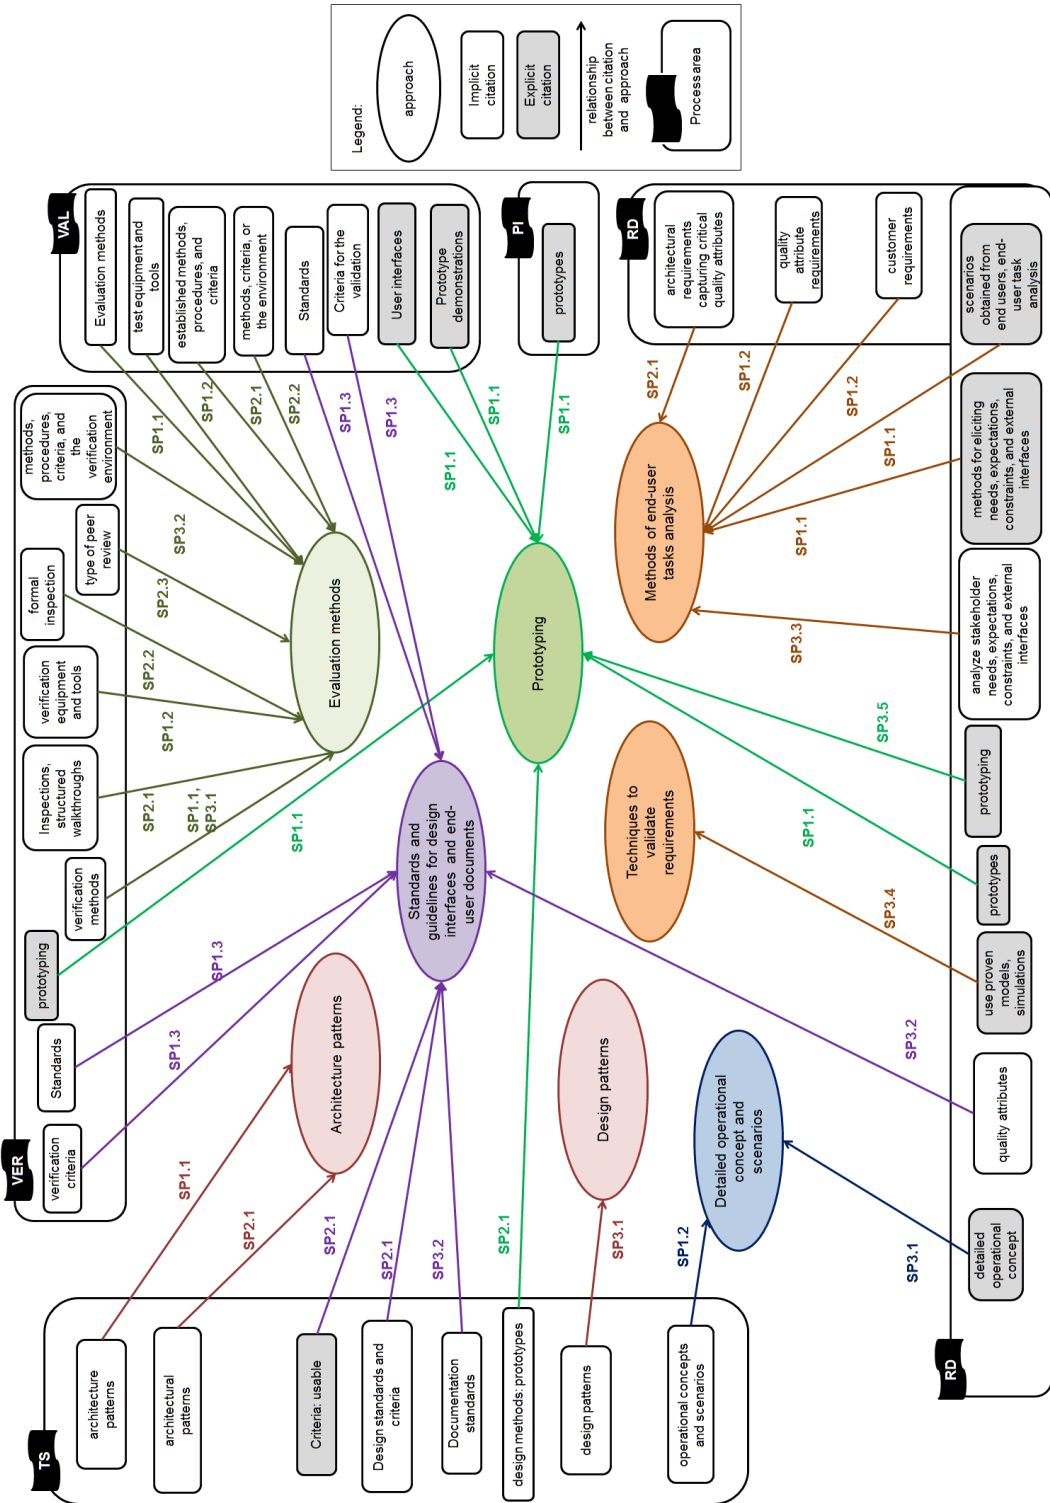 TS
architecture
patterns
architectural
patterns
Criteria: usable
Design standards and
criteria
Documentation
standards
design methods: prototypes
design patterns
operational concepts
and scenarios
VER
verification
criteria
Standards
prototyping
verification
methods
Inspections,
structured
walkthroughs
verification
equipment
and tools
formal
inspection
type of peer
review
methods,
procedures,
criteria, and
the
verification
environment
VAL
Evaluation methods
test equipment and
tools
established methods,
procedures, and
criteria
methods, criteria, or
the environment
Standards
Criteria for the
validation
User interfaces
Prototype
demonstrations
PI
prototypes
RD
architectural
requirements
capturing critical
quality attributes
quality
attribute
requirements
customer
requirements
scenarios
obtained from
end users, end-
user task
analysis
methods for eliciting
needs, expectations,
constraints, and external
interfaces
analyze stakeholder
needs, expectations,
constraints, and external
interfaces
prototyping
prototypes
use proven
models,
simulations
quality attributes
detailed
operational
concept
RD
SP1.1
SP2.1
SP2.1
SP2.1
SP3.2
SP2.1
SP3.1
SP1.2
SP3.1
SP1.3
SP1.3
SP1.1
SP1.1,
SP3.1
SP2.1
SP1.2
SP2.2
SP2.3
SP3.2
SP1.1
SP1.2
SP2.1
SP2.2
SP1.3
SP1.3
SP1.1
SP1.1
SP1.1
SP2.1
SP1.2
SP1.2
SP1.1
SP1.1
SP3.3
SP3.5
SP1.1
SP3.4
SP3.2
Architecture patterns
Evaluation methods
Standards and
guidelines for design
interfaces and end-
user documents
Prototyping
Design patterns
Techniques to
validate
requirements
Methods of end-user
tasks analysis
Detailed operational
concept and
scenarios
Legend:
approach
Implicit
citation
Explicit
citation
relationship
between citation
and approach
Process area